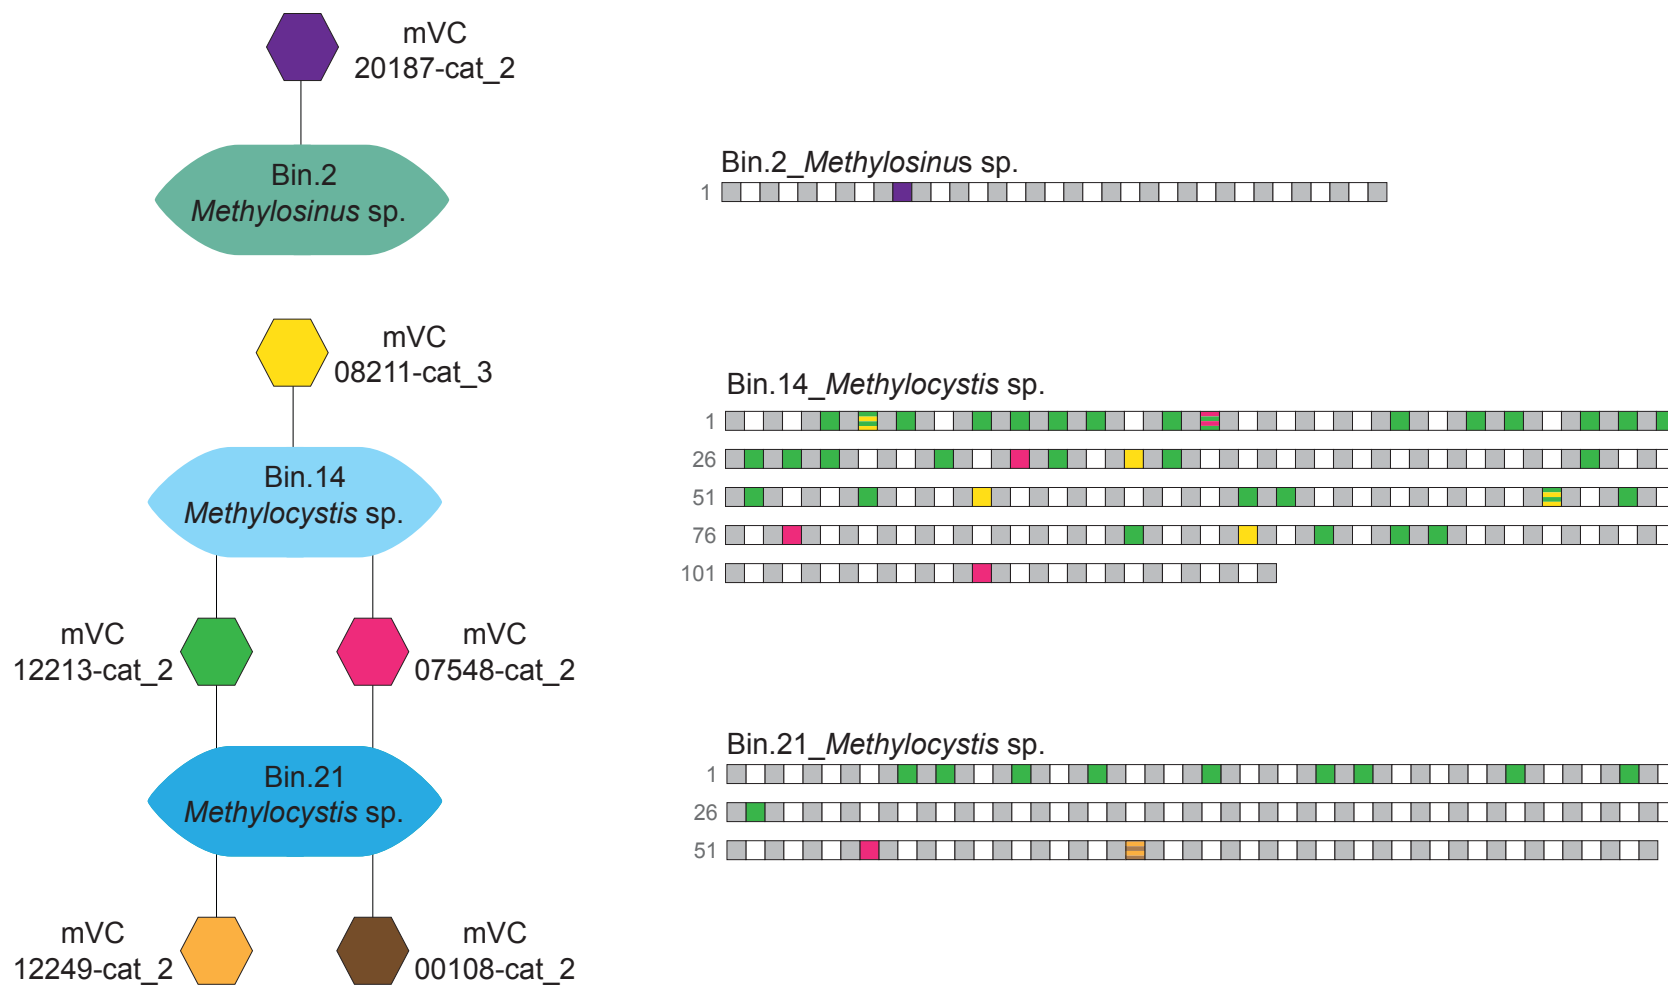 mVC
20187-cat_2
Bin.2
Methylosinus sp.
mVC
08211-cat_3
Bin.14
Methylocystis sp.
mVC
12213-cat_2
mVC
07548-cat_2
Bin.21
Methylocystis sp.
mVC
12249-cat_2
mVC
00108-cat_2
Bin.2_Methylosinus sp.
1
Bin.14_Methylocystis sp.
1
26
51
76
101
Bin.21_Methylocystis sp.
1
26
51